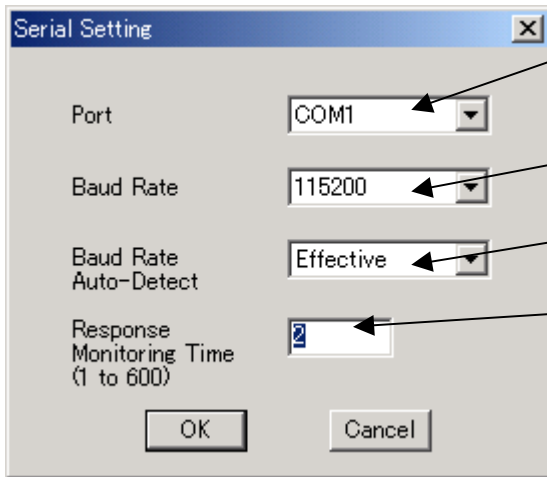 Serial Setting
Port
COM1
Baud Rate
115200
Baud Rate
Auto-Detect
Effective
Response
Monitoring Time
(1 to 600)
2
OK
Cancel